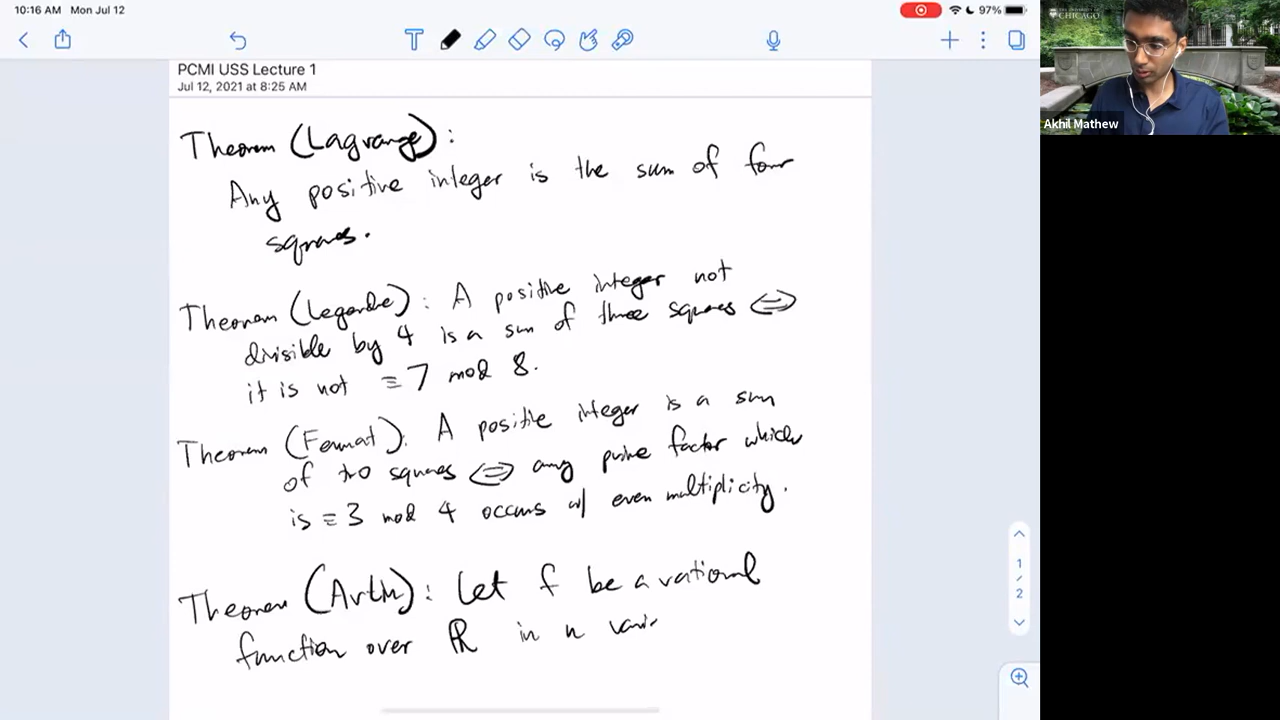 10:16 AM Mon Jul 12
97%
PCMI USS Lecture 1
Jul 12, 2021 at 8:25 AM
Theorem (Lagrange):
Any positive integer is the sum of four
squares.
Theorem (Legendre): A positive integer not
divisible by 4 is a sum of three squares ⟺
it is not ≡ 7 mod 8.
Theorem (Fermat): A positive integer is a sum
of two squares ⟺ any prime factor which
is ≡ 3 mod 4 occurs w/ even multiplicity.
Theorem (Artin): Let f be a rational
function over ℝ in n vari
1
/
2
CHICAGO
Akhil Mathew